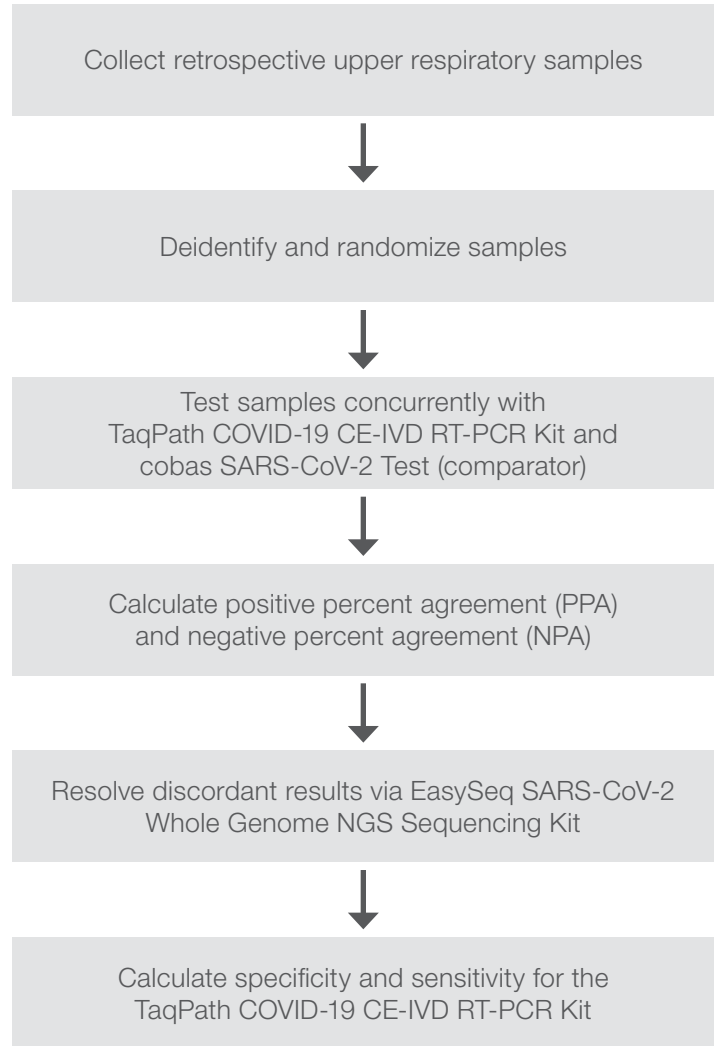 Collect retrospective upper respiratory samples
Deidentify and randomize samples
Test samples concurrently with
TaqPath COVID-19 CE-IVD RT-PCR Kit and
cobas SARS-CoV-2 Test (comparator)
Calculate positive percent agreement (PPA)
and negative percent agreement (NPA)
Resolve discordant results via EasySeq SARS-CoV-2
Whole Genome NGS Sequencing Kit
Calculate specificity and sensitivity for the
TaqPath COVID-19 CE-IVD RT-PCR Kit